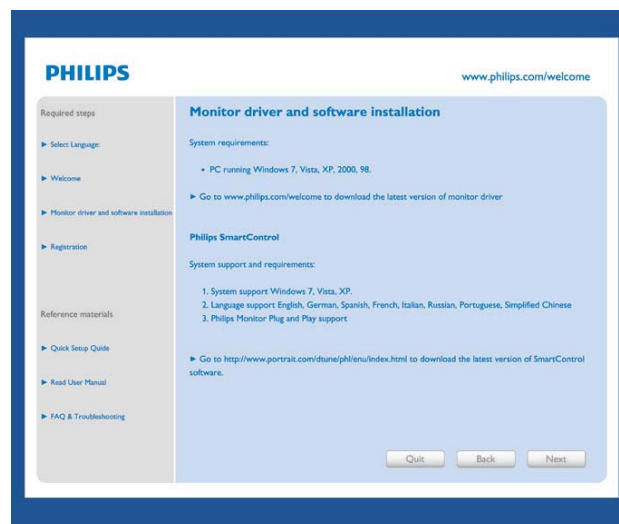 PHILIPS
www.philips.com/welcome
Required steps
► Select Language:
► Welcome
► Monitor driver and software installation
► Registration
Reference materials
► Quick Setup Quide
► Read User Manual
► FAQ & Troubleshooting
Monitor driver and software installation
System requirements:
• PC running Windows 7, Vista, XP, 2000, 98.
► Go to www.philips.com/welcome to download the latest version of monitor driver
Philips SmartControl
System support and requirements:
1. System support Windows 7, Vista, XP.
2. Language support English, German, Spanish, French, Italian, Russian, Portuguese, Simplified Chinese
3. Philips Monitor Plug and Play support
► Go to http://www.portrait.com/dtune/phl/enu/index.html to download the latest version of SmartControl
software.
Quit Back Next